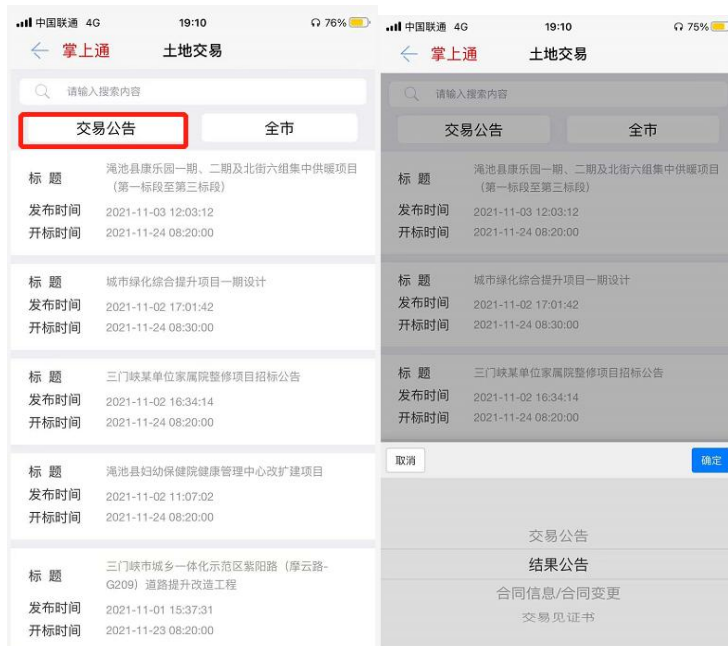 中国联通 4G 19:10 76%
掌上通 土地交易
请输入搜索内容
交易公告 全市
标 题 渑池县康乐园一期、二期及北街六组集中供暖项目
（第一标段至第三标段）
发布时间 2021-11-03 12:03:12
开标时间 2021-11-24 08:20:00
标 题 城市绿化综合提升项目一期设计
发布时间 2021-11-02 17:01:42
开标时间 2021-11-24 08:30:00
标 题 三门峡某单位家属院整修项目招标公告
发布时间 2021-11-02 16:34:14
开标时间 2021-11-24 08:20:00
标 题 渑池县妇幼保健院健康管理中心改扩建项目
发布时间 2021-11-02 11:07:02
开标时间 2021-11-24 08:20:00
标 题 三门峡市城乡一体化示范区紫阳路（摩云路-
G209）道路提升改造工程
发布时间 2021-11-01 15:37:31
开标时间 2021-11-23 08:20:00
中国联通 4G 19:10 75%
掌上通 土地交易
请输入搜索内容
交易公告 全市
标 题 渑池县康乐园一期、二期及北街六组集中供暖项目
（第一标段至第三标段）
发布时间 2021-11-03 12:03:12
开标时间 2021-11-24 08:20:00
标 题 城市绿化综合提升项目一期设计
发布时间 2021-11-02 17:01:42
开标时间 2021-11-24 08:30:00
标 题 三门峡某单位家属院整修项目招标公告
发布时间 2021-11-02 16:34:14
开标时间 2021-11-24 08:20:00
取消 确定
交易公告
结果公告
合同信息/合同变更
交易见证书